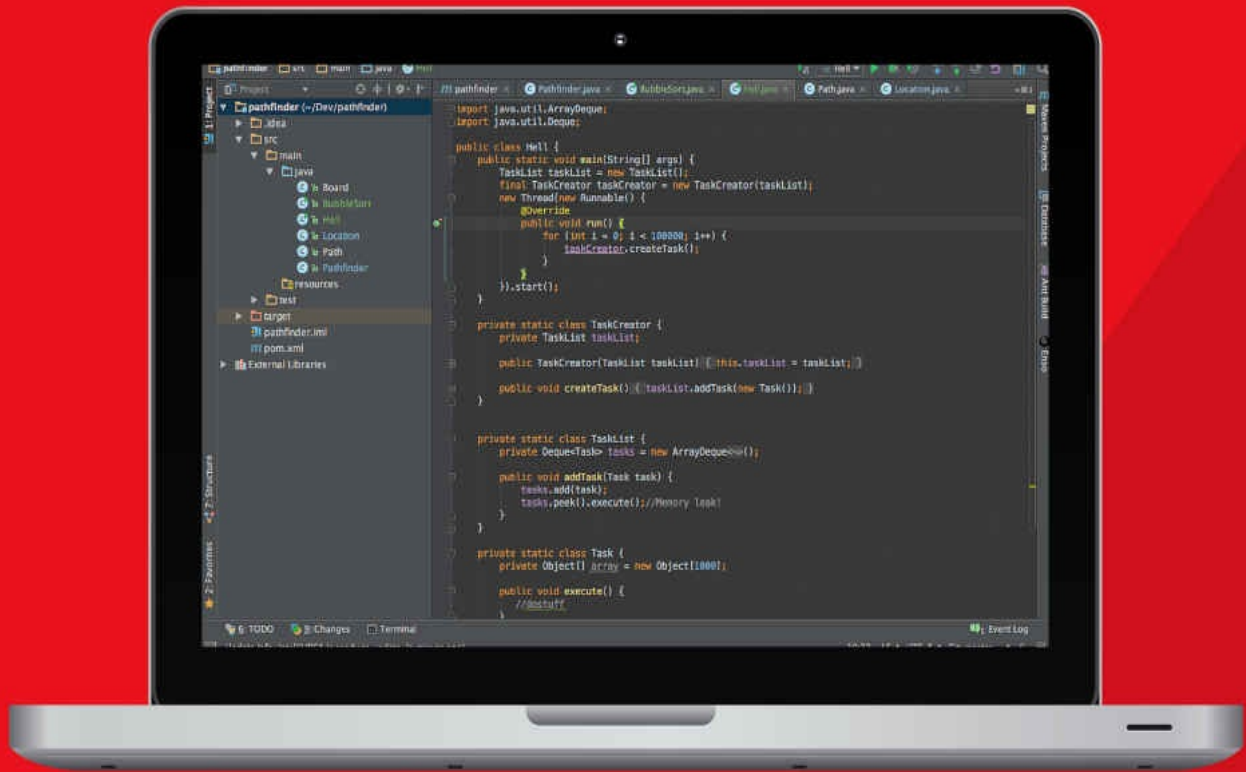 pathfinder src main java Hell
Hell
Project
1: Project
pathfinder (~/Dev/pathfinder)
.idea
src
main
java
Board
BubbleSort
Hell
Location
Path
Pathfinder
resources
test
target
pathfinder.iml
pom.xml
External Libraries
Z: Structure
2: Favorites
pathfinder Pathfinder.java BubbleSort.java Hell.java Path.java Location.java
import java.util.ArrayDeque;
import java.util.Deque;
public class Hell {
public static void main(String[] args) {
TaskList taskList = new TaskList();
final TaskCreator taskCreator = new TaskCreator(taskList);
new Thread(new Runnable() {
@Override
public void run() {
for (int i = 0; i < 100000; i++) {
taskCreator.createTask();
}
}
}).start();
}
private static class TaskCreator {
private TaskList taskList;
public TaskCreator(TaskList taskList) { this.taskList = taskList; }
public void createTask() { taskList.addTask(new Task()); }
}
private static class TaskList {
private Deque<Task> tasks = new ArrayDeque<~>();
public void addTask(Task task) {
tasks.add(task);
tasks.peek().execute();//Memory leak!
}
}
private static class Task {
private Object[] array = new Object[1000];
public void execute() {
//dostuff
}
Maven Projects
Database
Ant Build
Enso
6: TODO 9: Changes Terminal
Event Log